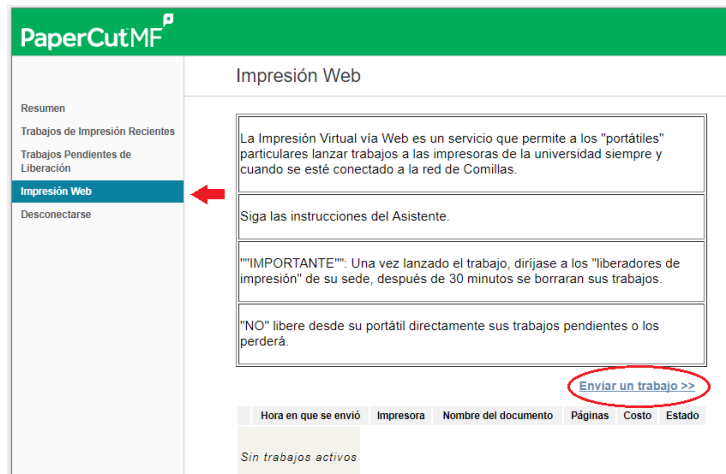 PaperCutMF P
Impresión Web
Resumen
Trabajos de Impresión Recientes
Trabajos Pendientes de
Liberación
Impresión Web
Desconectarse
La Impresión Virtual vía Web es un servicio que permite a los "portátiles"
particulares lanzar trabajos a las impresoras de la universidad siempre y
cuando se esté conectado a la red de Comillas.
Siga las instrucciones del Asistente.
""IMPORTANTE"": Una vez lanzado el trabajo, diríjase a los "liberadores de
impresión" de su sede, después de 30 minutos se borraran sus trabajos.
"NO" libere desde su portátil directamente sus trabajos pendientes o los
perderá.
Enviar un trabajo >>
Hora en que se envió Impresora Nombre del documento Páginas Costo Estado
Sin trabajos activos